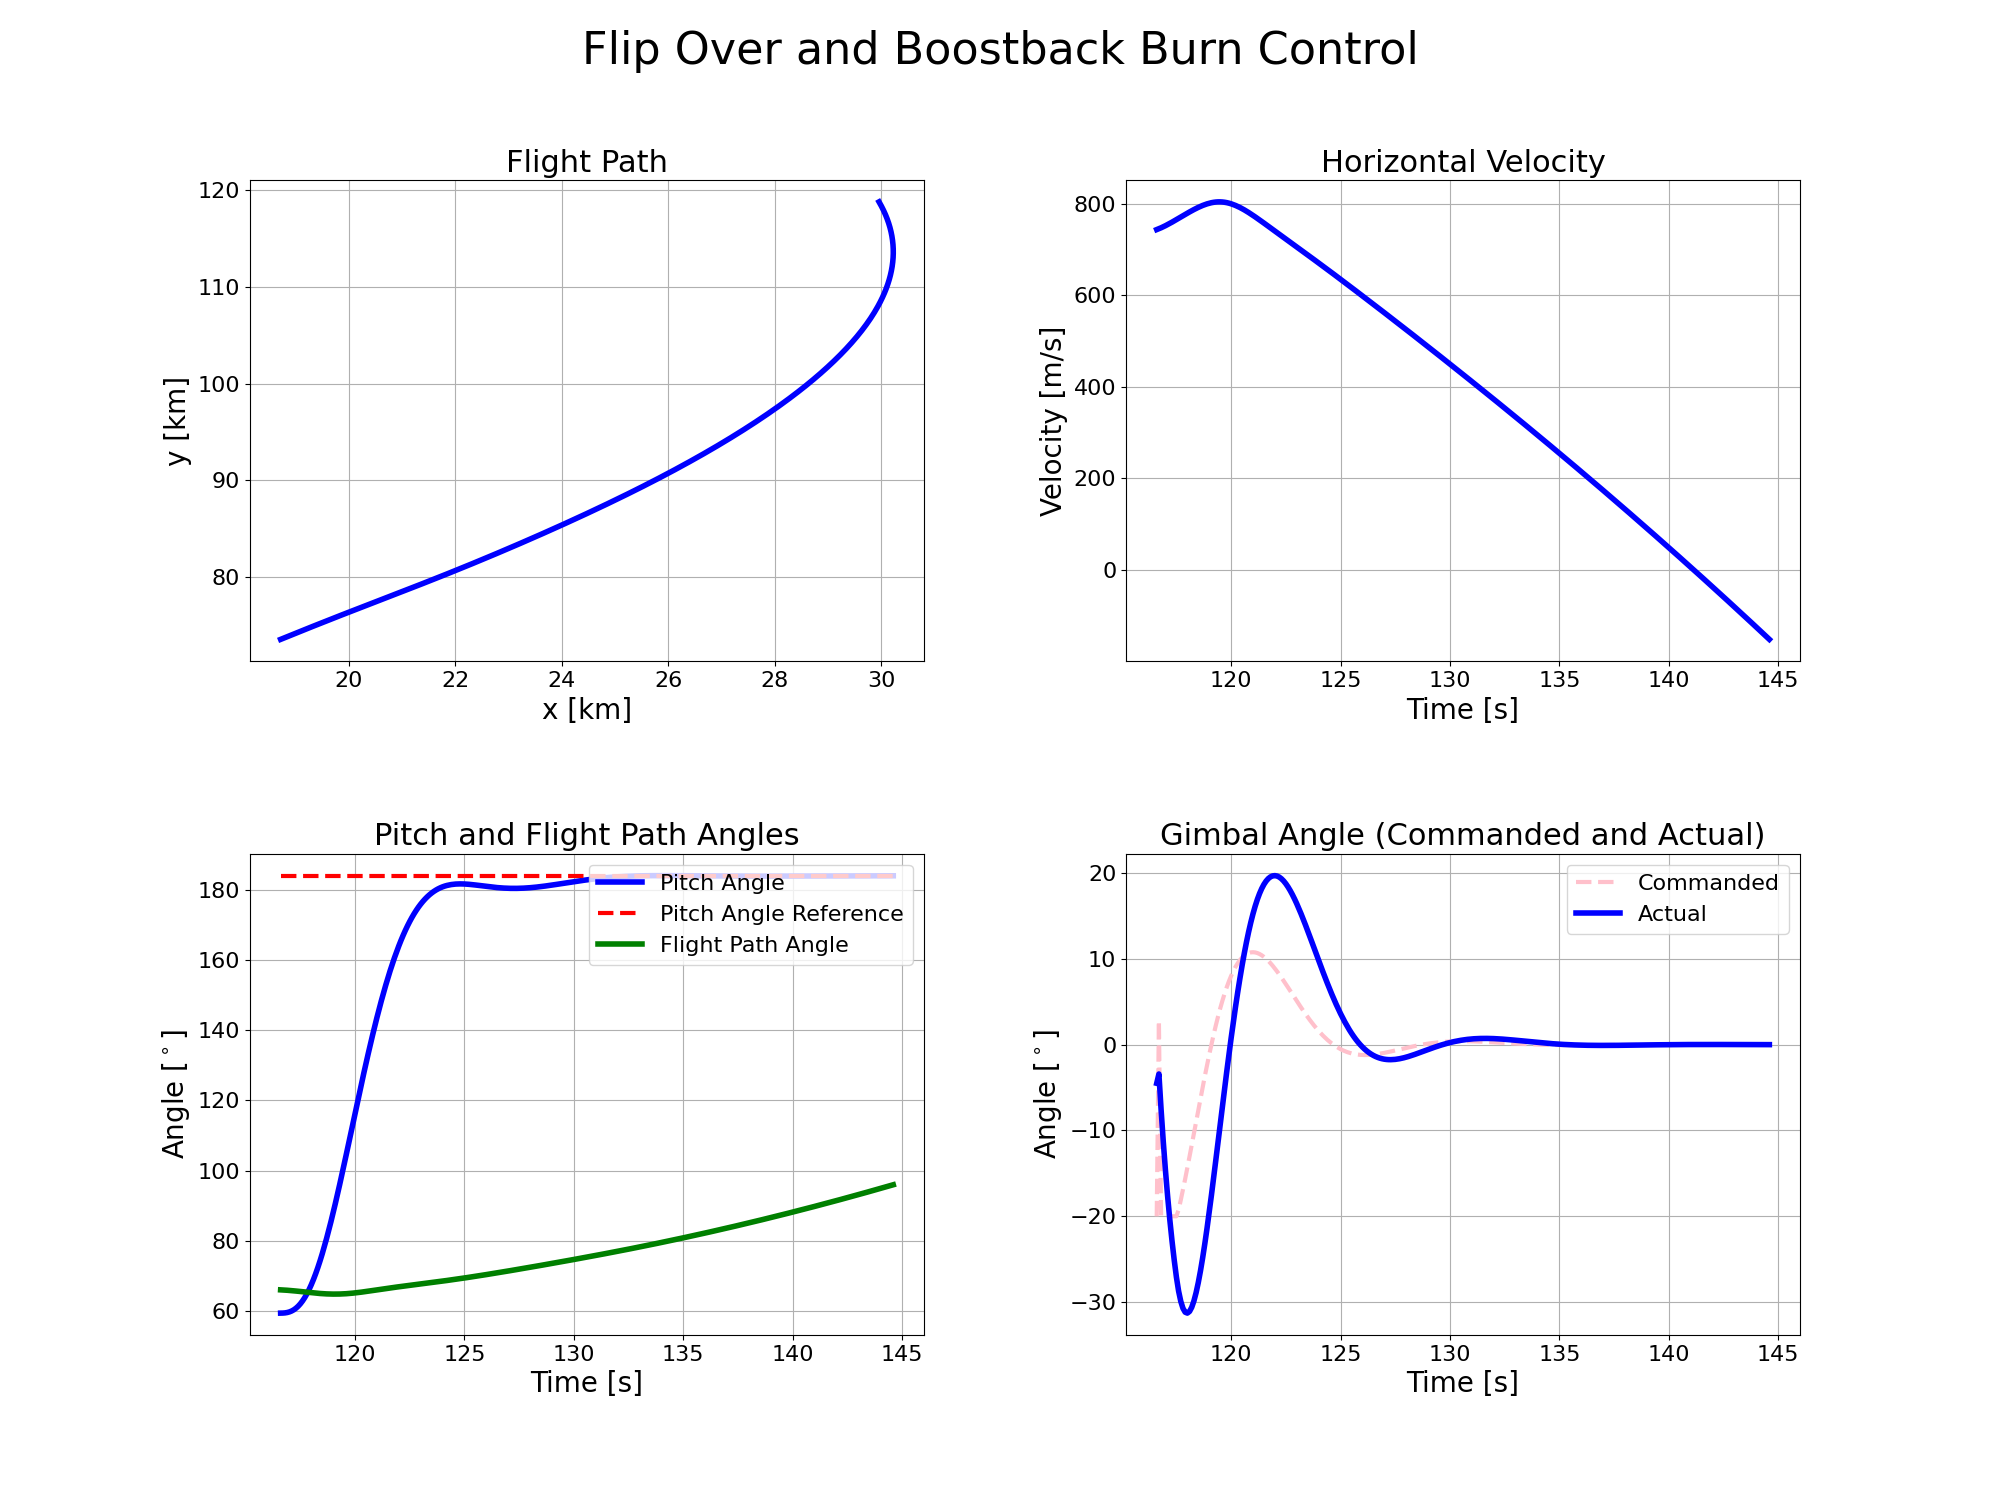 Flip Over and Boostback Burn Control
Flight Path
120
110
100
90
80
y [km]
20 22 24 26 28 30
x [km]
Horizontal Velocity
800
600
400
200
0
Velocity [m/s]
120 125 130 135 140 145
Time [s]
Pitch and Flight Path Angles
180
160
140
120
100
80
60
Angle [°]
Pitch Angle
Pitch Angle Reference
Flight Path Angle
120 125 130 135 140 145
Time [s]
Gimbal Angle (Commanded and Actual)
20
10
0
−10
−20
−30
Angle [°]
Commanded
Actual
120 125 130 135 140 145
Time [s]